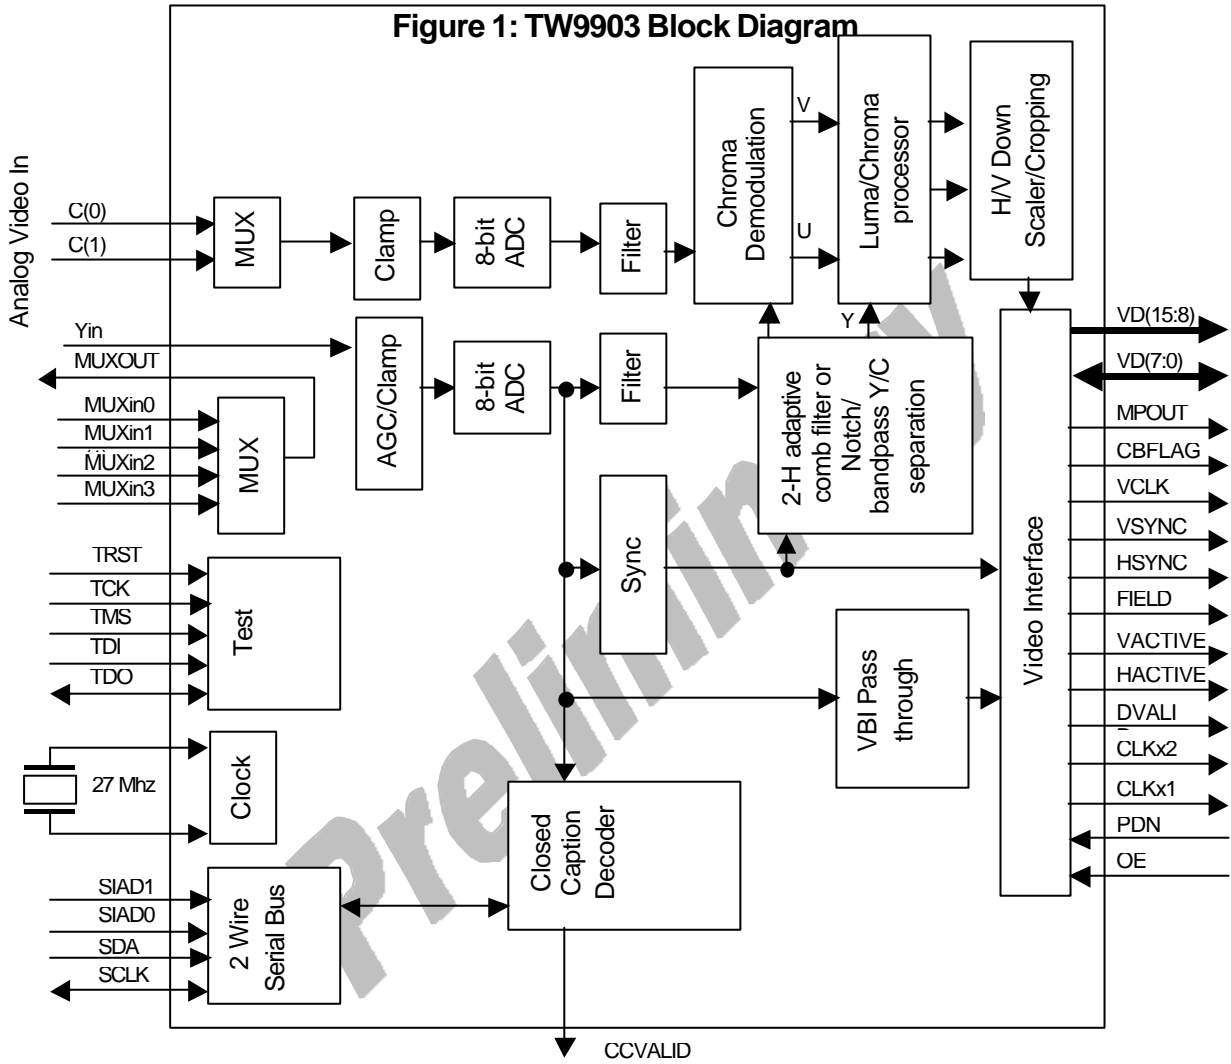 Figure 1: TW9903 Block Diagram
Analog Video In
C(0)
C(1)
MUX
Clamp
8-bit
ADC
Filter
Chroma
Demodulation
V
U
Luma/Chroma
processor
H/V Down
Scaler/Cropping
Yin
MUXOUT
MUXin0
MUXin1
MUXin2
MUXin3
MUX
AGC/Clamp
8-bit
ADC
Filter
Y
2-H adaptive
comb filter or
Notch/
bandpass Y/C
separation
Sync
VBI Pass
through
Video Interface
VD(15:8)
VD(7:0)
MPOUT
CBFLAG
VCLK
VSYNC
HSYNC
FIELD
VACTIVE
HACTIVE
DVALI
CLKx2
CLKx1
PDN
OE
TRST
TCK
TMS
TDI
TDO
Test
27 Mhz
Clock
SIAD1
SIAD0
SDA
SCLK
2 Wire
Serial Bus
Closed
Caption
Decoder
CCVALID